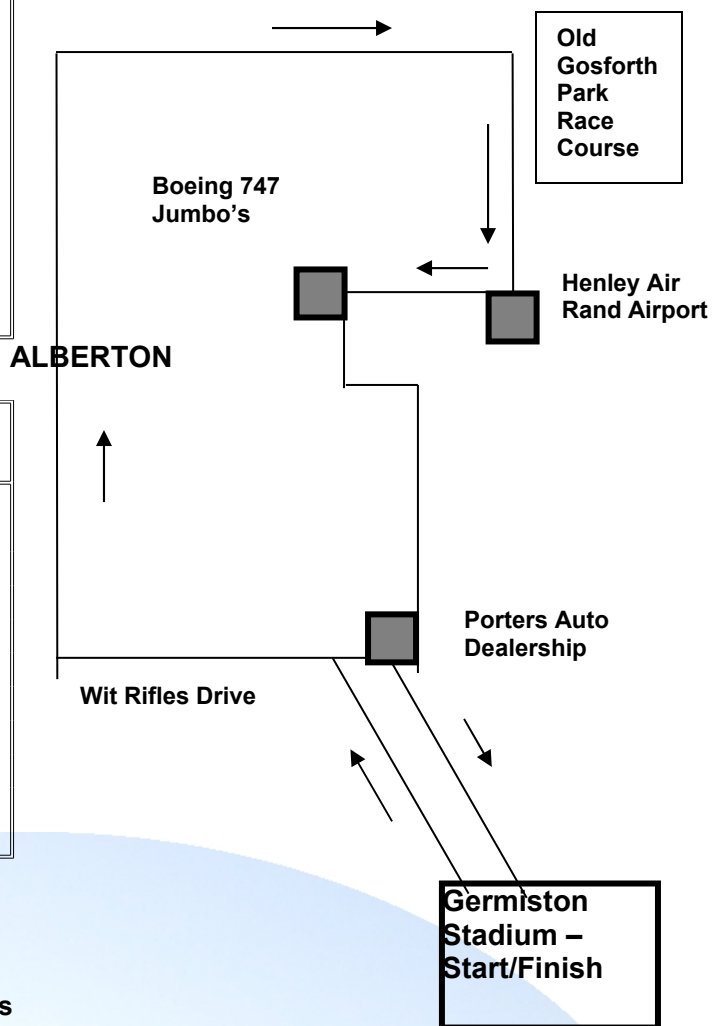 Old
Gosforth
Park
Race
Course
Boeing 747
Jumbo’s
Henley Air
Rand Airport
ALBERTON
Porters Auto
Dealership
Wit Rifles Drive
Germiston
Stadium –
Start/Finish
s